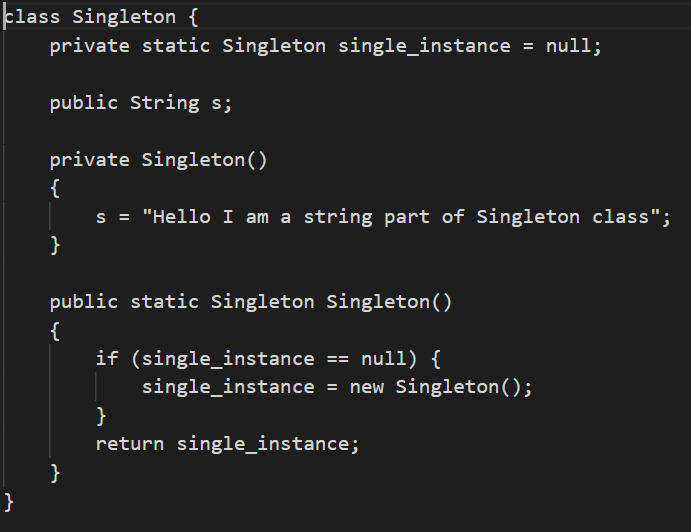 class Singleton {
    private static Singleton single_instance = null;

    public String s;

    private Singleton()
    {
        s = "Hello I am a string part of Singleton class";
    }

    public static Singleton Singleton()
    {
        if (single_instance == null) {
            single_instance = new Singleton();
        }
        return single_instance;
    }
}